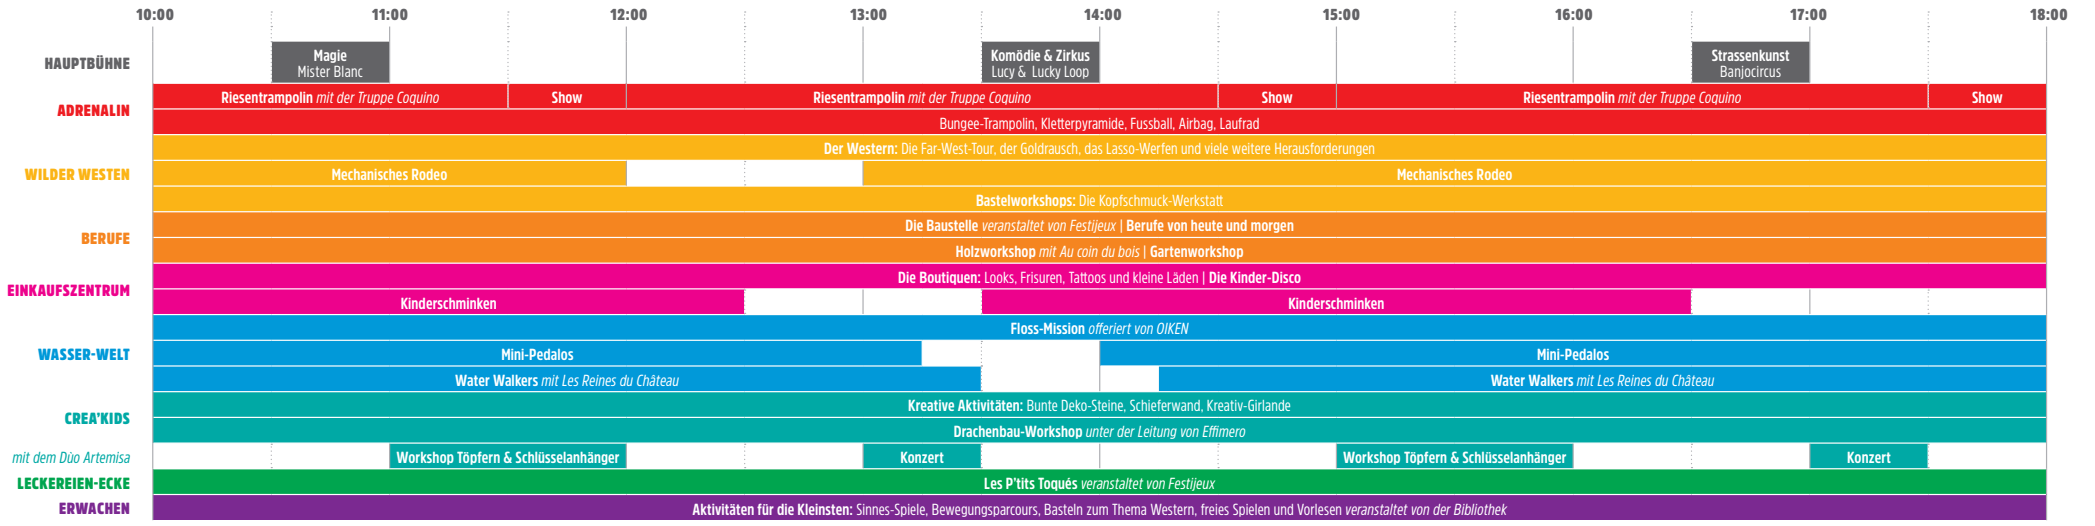 10:00 11:00 12:00 13:00 14:00 15:00 16:00 17:00 18:00
HAUPTBÜHNE
Magie
Mister Blanc
Komödie & Zirkus
Lucy & Lucky Loop
Strassenkunst
Banjocircus
ADRENALIN
Riesentrampolin mit der Truppe Coquino
Show
Riesentrampolin mit der Truppe Coquino
Show
Riesentrampolin mit der Truppe Coquino
Show
Bungee-Trampolin, Kletterpyramide, Fussball, Airbag, Laufrad
WILDER WESTEN
Der Western: Die Far-West-Tour, der Goldrausch, das Lasso-Werfen und viele weitere Herausforderungen
Mechanisches Rodeo
Mechanisches Rodeo
Bastelworkshops: Die Kopfschmuck-Werkstatt
BERUFE
Die Baustelle veranstaltet von Festijeux | Berufe von heute und morgen
Holzworkshop mit Au coin du bois | Gartenworkshop
EINKAUFSZENTRUM
Die Boutiquen: Looks, Frisuren, Tattoos und kleine Läden | Die Kinder-Disco
Kinderschminken
Kinderschminken
WASSER-WELT
Floss-Mission offeriert von OIKEN
Mini-Pedalos
Mini-Pedalos
Water Walkers mit Les Reines du Château
Water Walkers mit Les Reines du Château
CREA'KIDS
Kreative Aktivitäten: Bunte Deko-Steine, Schieferwand, Kreativ-Girlande
Drachenbau-Workshop unter der Leitung von Effimero
mit dem Dùo Artemisa
Workshop Töpfern & Schlüsselanhänger
Konzert
Workshop Töpfern & Schlüsselanhänger
Konzert
LECKEREIEN-ECKE
Les P'tits Toqués veranstaltet von Festijeux
ERWACHEN
Aktivitäten für die Kleinsten: Sinnes-Spiele, Bewegungsparcours, Basteln zum Thema Western, freies Spielen und Vorlesen veranstaltet von der Bibliothek